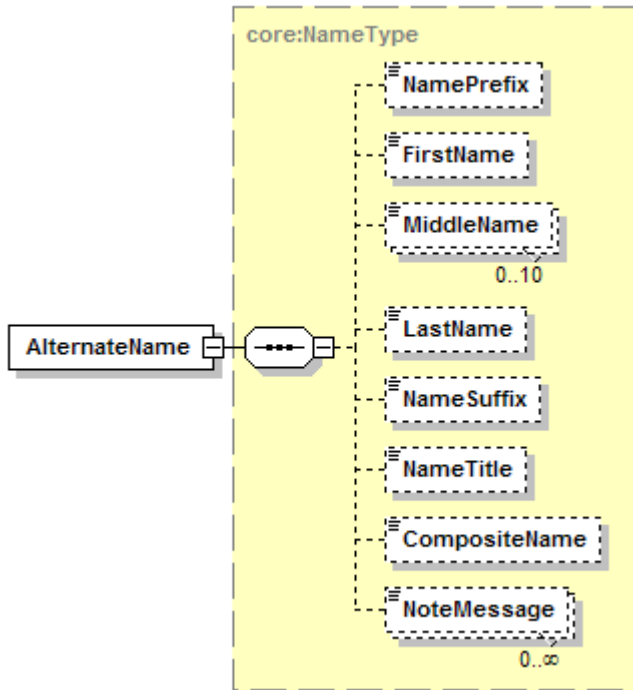 core:NameType
NamePrefix
FirstName
MiddleName
0..10
AlternateName
LastName
NameSuffix
NameTitle
CompositeName
NoteMessage
0..∞